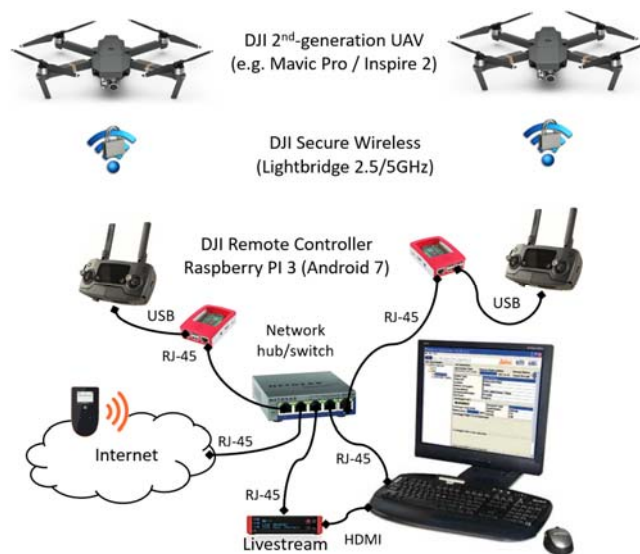 DJI 2nd-generation UAV
(e.g. Mavic Pro / Inspire 2)
DJI Secure Wireless
(Lightbridge 2.5/5GHz)
DJI Remote Controller
Raspberry PI 3 (Android 7)
USB
USB
RJ-45
RJ-45
Network
hub/switch
NETGEAR
Internet
RJ-45
RJ-45
RJ-45
HDMI
Livestream